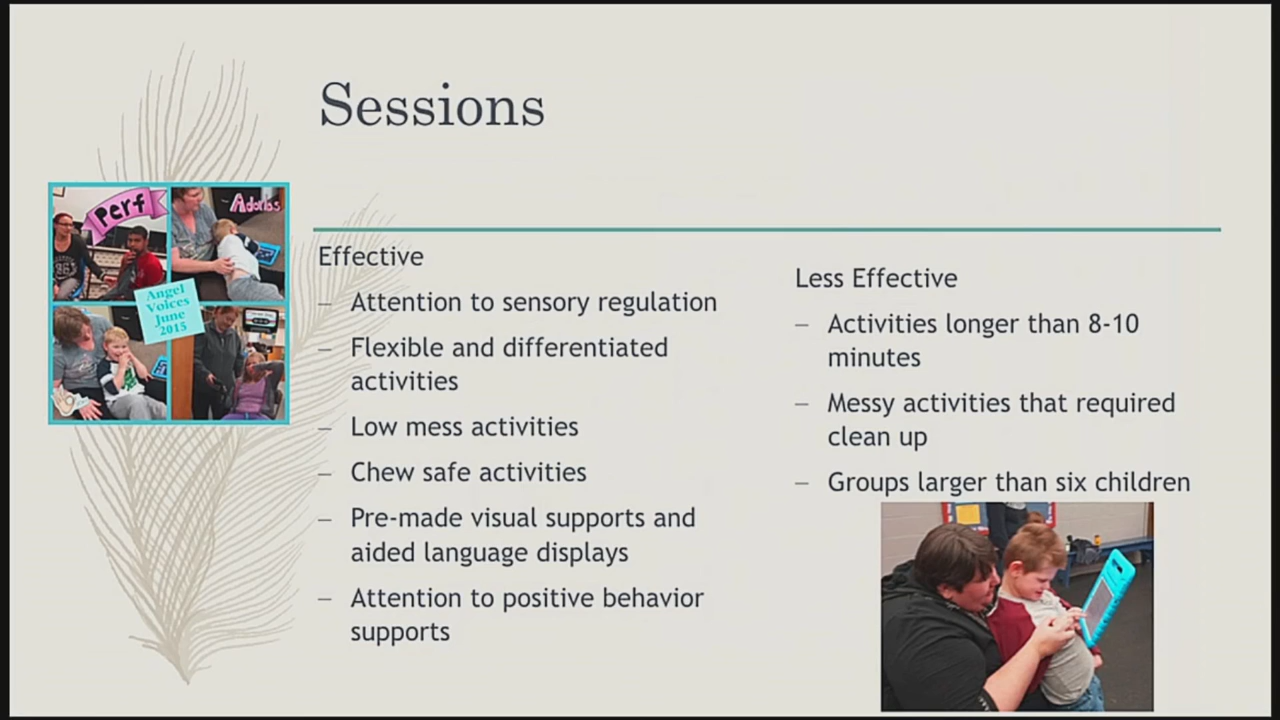 Sessions
Perf
Adorbs
Angel
Voices
June
2015
Effective
– Attention to sensory regulation
– Flexible and differentiated
activities
– Low mess activities
– Chew safe activities
– Pre-made visual supports and
aided language displays
– Attention to positive behavior
supports
Less Effective
– Activities longer than 8-10
minutes
– Messy activities that required
clean up
– Groups larger than six children